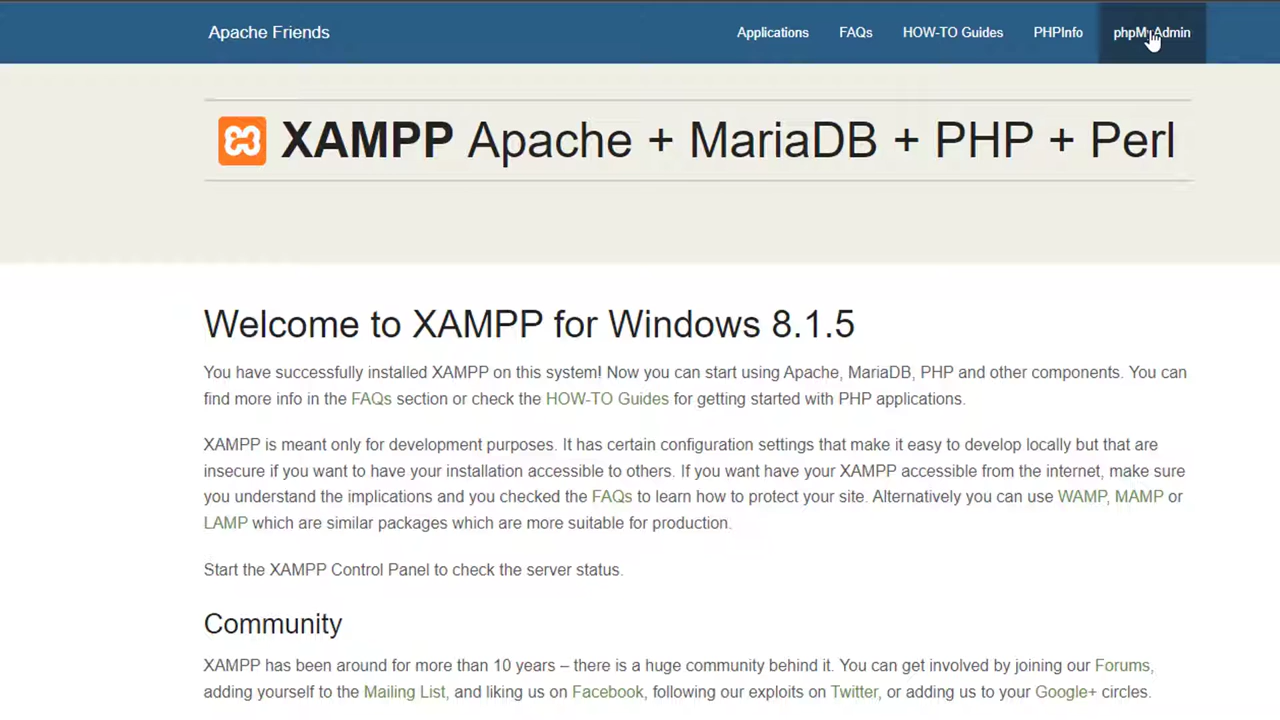 Apache Friends
Applications FAQs HOW-TO Guides PHPInfo phpMyAdmin
XAMPP Apache + MariaDB + PHP + Perl
Welcome to XAMPP for Windows 8.1.5
You have successfully installed XAMPP on this system! Now you can start using Apache, MariaDB, PHP and other components. You can
find more info in the FAQs section or check the HOW-TO Guides for getting started with PHP applications.
XAMPP is meant only for development purposes. It has certain configuration settings that make it easy to develop locally but that are
insecure if you want to have your installation accessible to others. If you want have your XAMPP accessible from the internet, make sure
you understand the implications and you checked the FAQs to learn how to protect your site. Alternatively you can use WAMP, MAMP or
LAMP which are similar packages which are more suitable for production.
Start the XAMPP Control Panel to check the server status.
Community
XAMPP has been around for more than 10 years – there is a huge community behind it. You can get involved by joining our Forums,
adding yourself to the Mailing List, and liking us on Facebook, following our exploits on Twitter, or adding us to your Google+ circles.